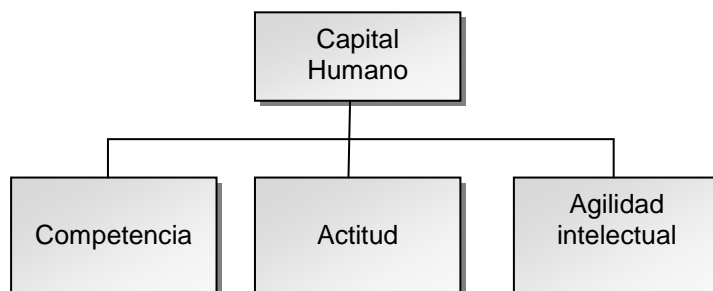 Capital
Humano
Competencia
Actitud
Agilidad
intelectual